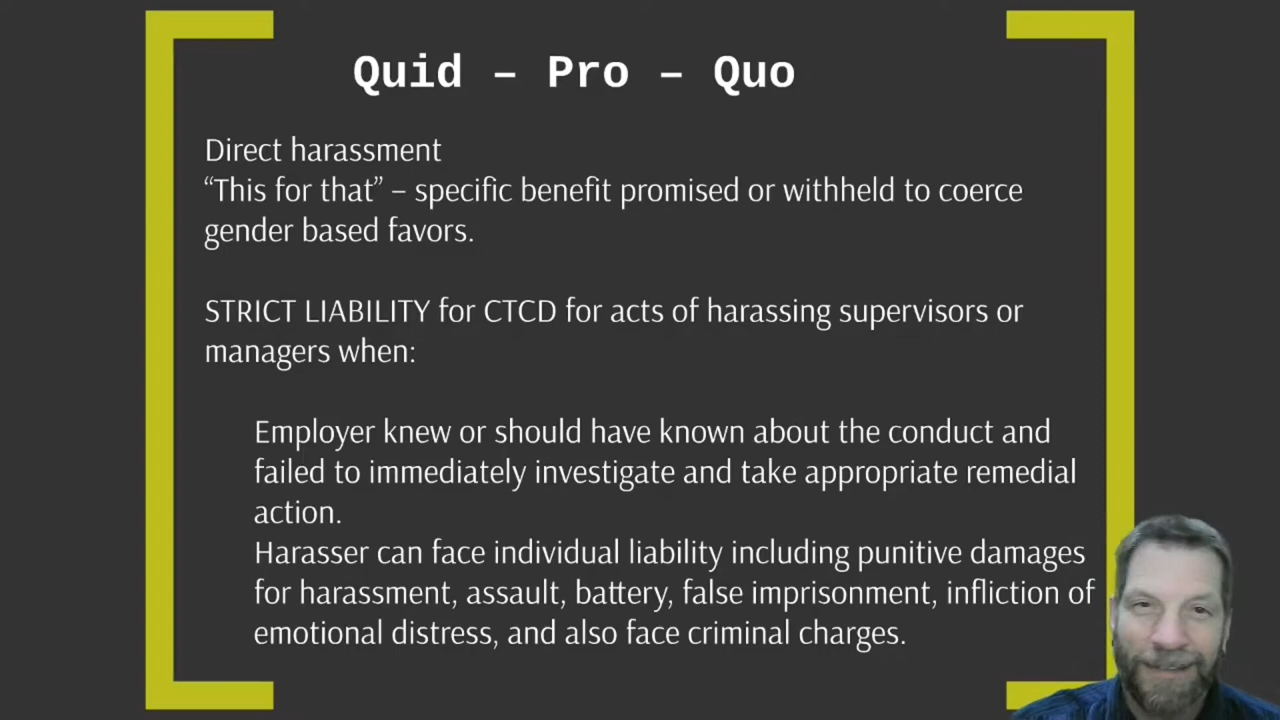 Quid – Pro – Quo
Direct harassment
“This for that” – specific benefit promised or withheld to coerce
gender based favors.
STRICT LIABILITY for CTCD for acts of harassing supervisors or
managers when:
Employer knew or should have known about the conduct and
failed to immediately investigate and take appropriate remedial
action.
Harasser can face individual liability including punitive damages
for harassment, assault, battery, false imprisonment, infliction of
emotional distress, and also face criminal charges.